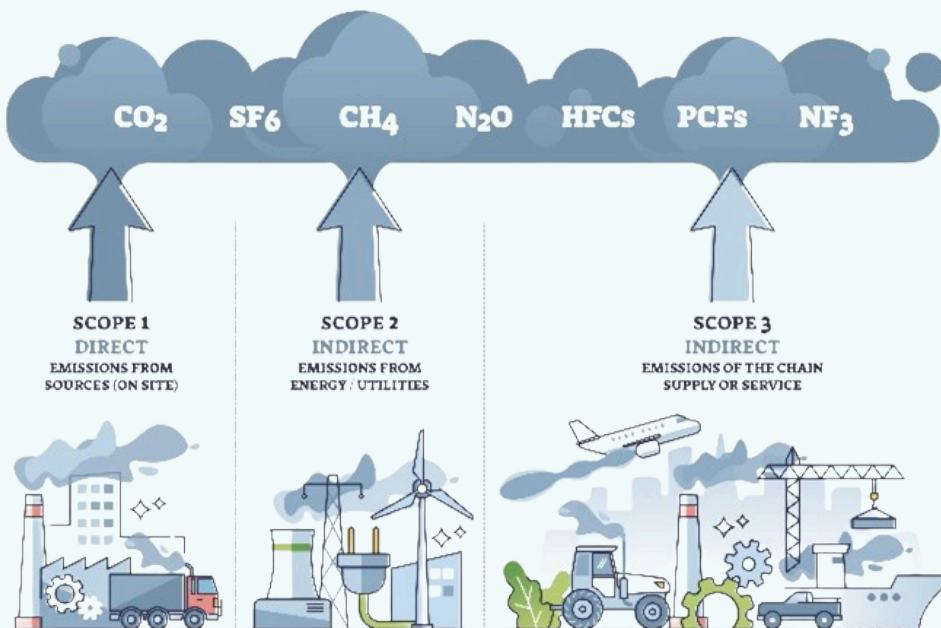 CO₂ SF₆ CH₄ N₂O HFCs PCFs NF₃
SCOPE 1
DIRECT
EMISSIONS FROM
SOURCES (ON SITE)
SCOPE 2
INDIRECT
EMISSIONS FROM
ENERGY / UTILITIES
SCOPE 3
INDIRECT
EMISSIONS OF THE CHAIN
SUPPLY OR SERVICE